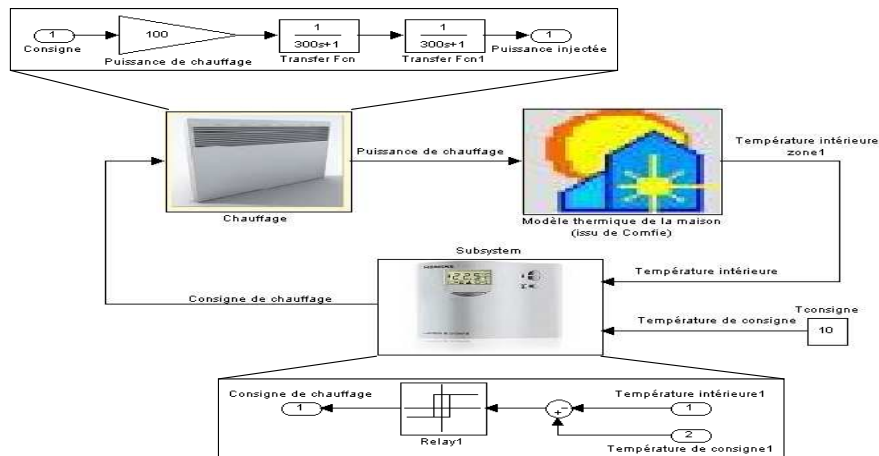 1
Consigne
100
Puissance de chauffage
1
300s+1
Transfer Fcn
1
300s+1
Transfer Fcn1
1
Puissance injectée
Chauffage
Puissance de chauffage
Modèle thermique de la maison
(issu de Comfie)
Température intérieure
zone1
Subsystem
Température intérieure
Tconsigne
10
Température de consigne
Consigne de chauffage
Consigne de chauffage
1
Relay1
+
−
Température intérieure1
1
2
Température de consigne1